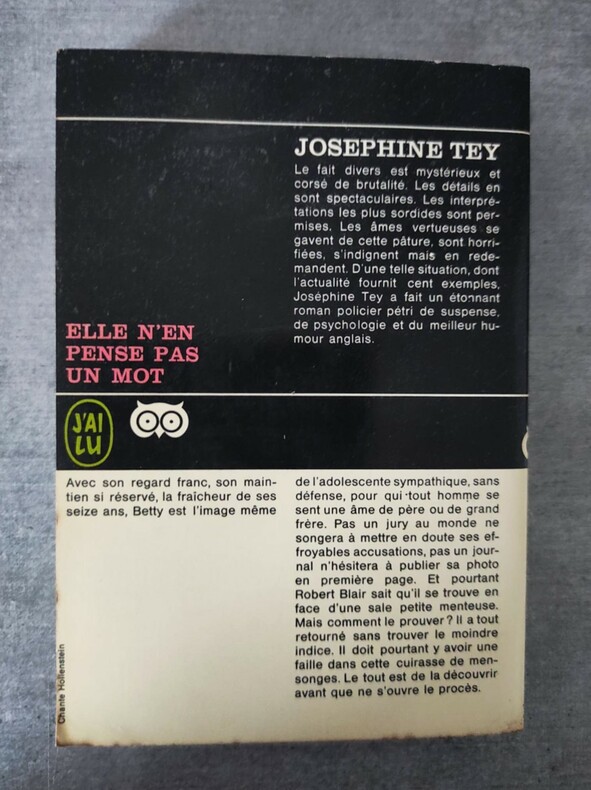 JOSEPHINE TEY
Le fait divers est mystérieux et
corsé de brutalité. Les détails en
sont spectaculaires. Les interpré-
tations les plus sordides sont per-
mises. Les âmes vertueuses se
gavent de cette pâture, sont horri-
fiées, s'indignent mais en rede-
mandent. D'une telle situation, dont
l'actualité fournit cent exemples,
Joséphine Tey a fait un étonnant
roman policier pétri de suspense,
de psychologie et du meilleur hu-
mour anglais.
ELLE N'EN
PENSE PAS
UN MOT
J'AI
LU
Avec son regard franc, son main-
tien si réservé, la fraîcheur de ses
seize ans, Betty est l'image même
de l'adolescente sympathique, sans
défense, pour qui tout homme se
sent une âme de père ou de grand
frère. Pas un jury au monde ne
songera à mettre en doute ses ef-
froyables accusations, pas un jour-
nal n'hésitera à publier sa photo
en première page. Et pourtant
Robert Blair sait qu'il se trouve en
face d'une sale petite menteuse.
Mais comment le prouver? Il a tout
retourné sans trouver le moindre
indice. Il doit pourtant y avoir une
faille dans cette cuirasse de men-
songes. Le tout est de la découvrir
avant que ne s'ouvre le procès.
Chante Hollenstein